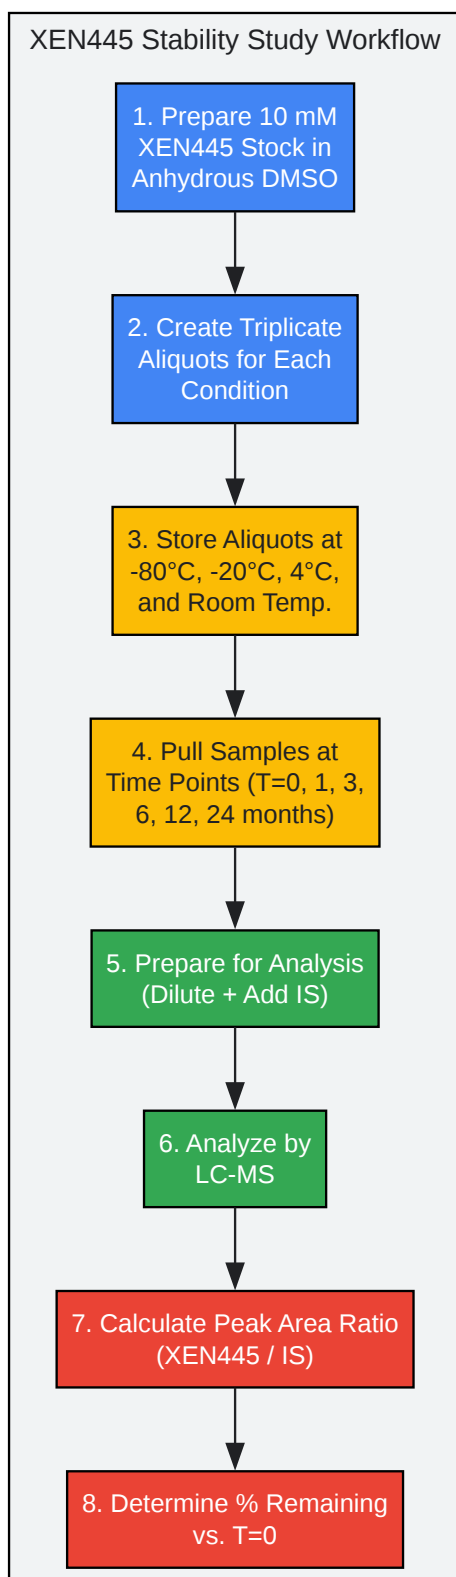 XEN445 Stability Study Workflow
1. Prepare 10 mM
XEN445 Stock in
Anhydrous DMSO
2. Create Triplicate
Aliquots for Each
Condition
3. Store Aliquots at
-80°C, -20°C, 4°C,
and Room Temp.
4. Pull Samples at
Time Points (T=0, 1, 3,
6, 12, 24 months)
5. Prepare for Analysis
(Dilute + Add IS)
6. Analyze by
LC-MS
7. Calculate Peak Area Ratio
(XEN445 / IS)
8. Determine % Remaining
vs. T=0